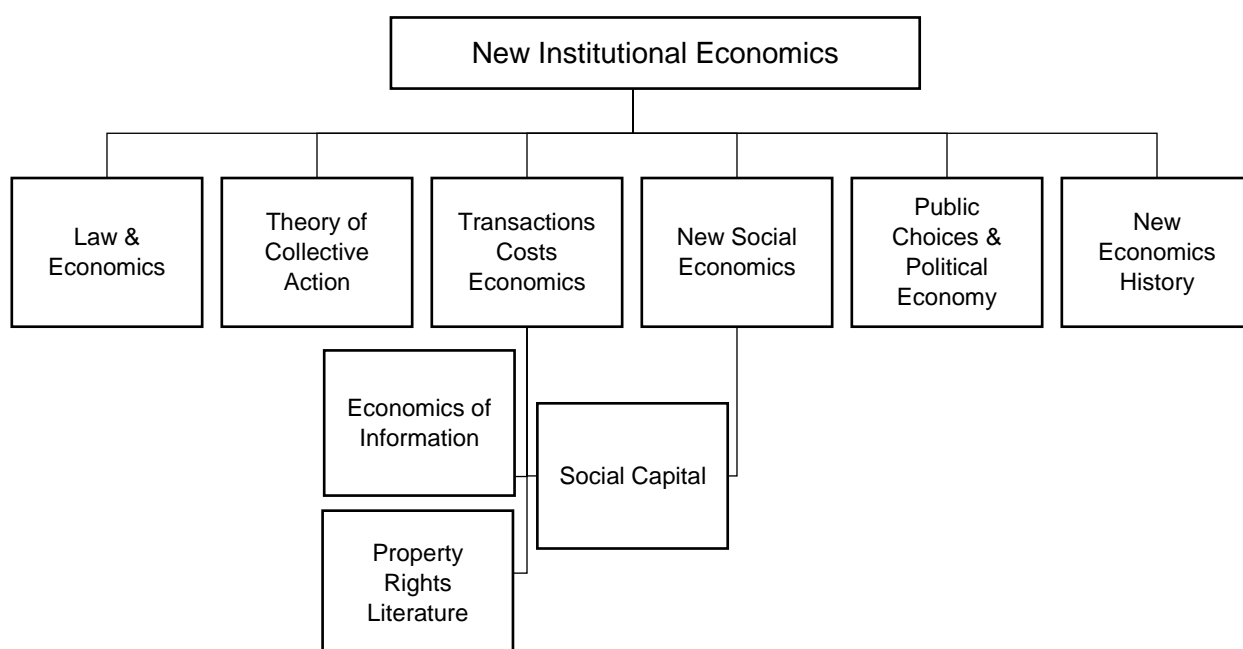 New Institutional Economics
Law &
Economics
Theory of
Collective
Action
Transactions
Costs
Economics
New Social
Economics
Public
Choices &
Political
Economy
New
Economics
History
Economics of
Information
Social Capital
Property
Rights
Literature